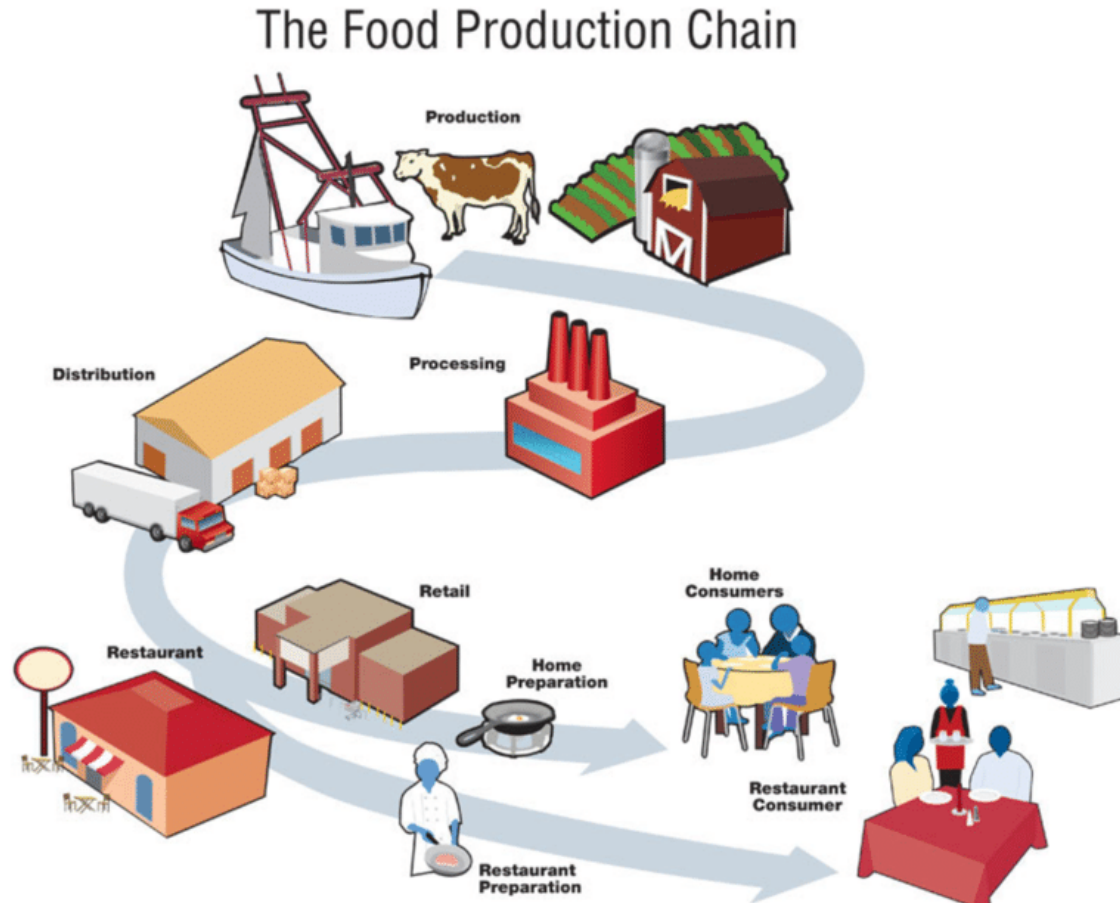 The Food Production Chain
Production
Processing
Distribution
Retail
Home
Consumers
Restaurant
Home
Preparation
Restaurant
Consumer
Restaurant
Preparation